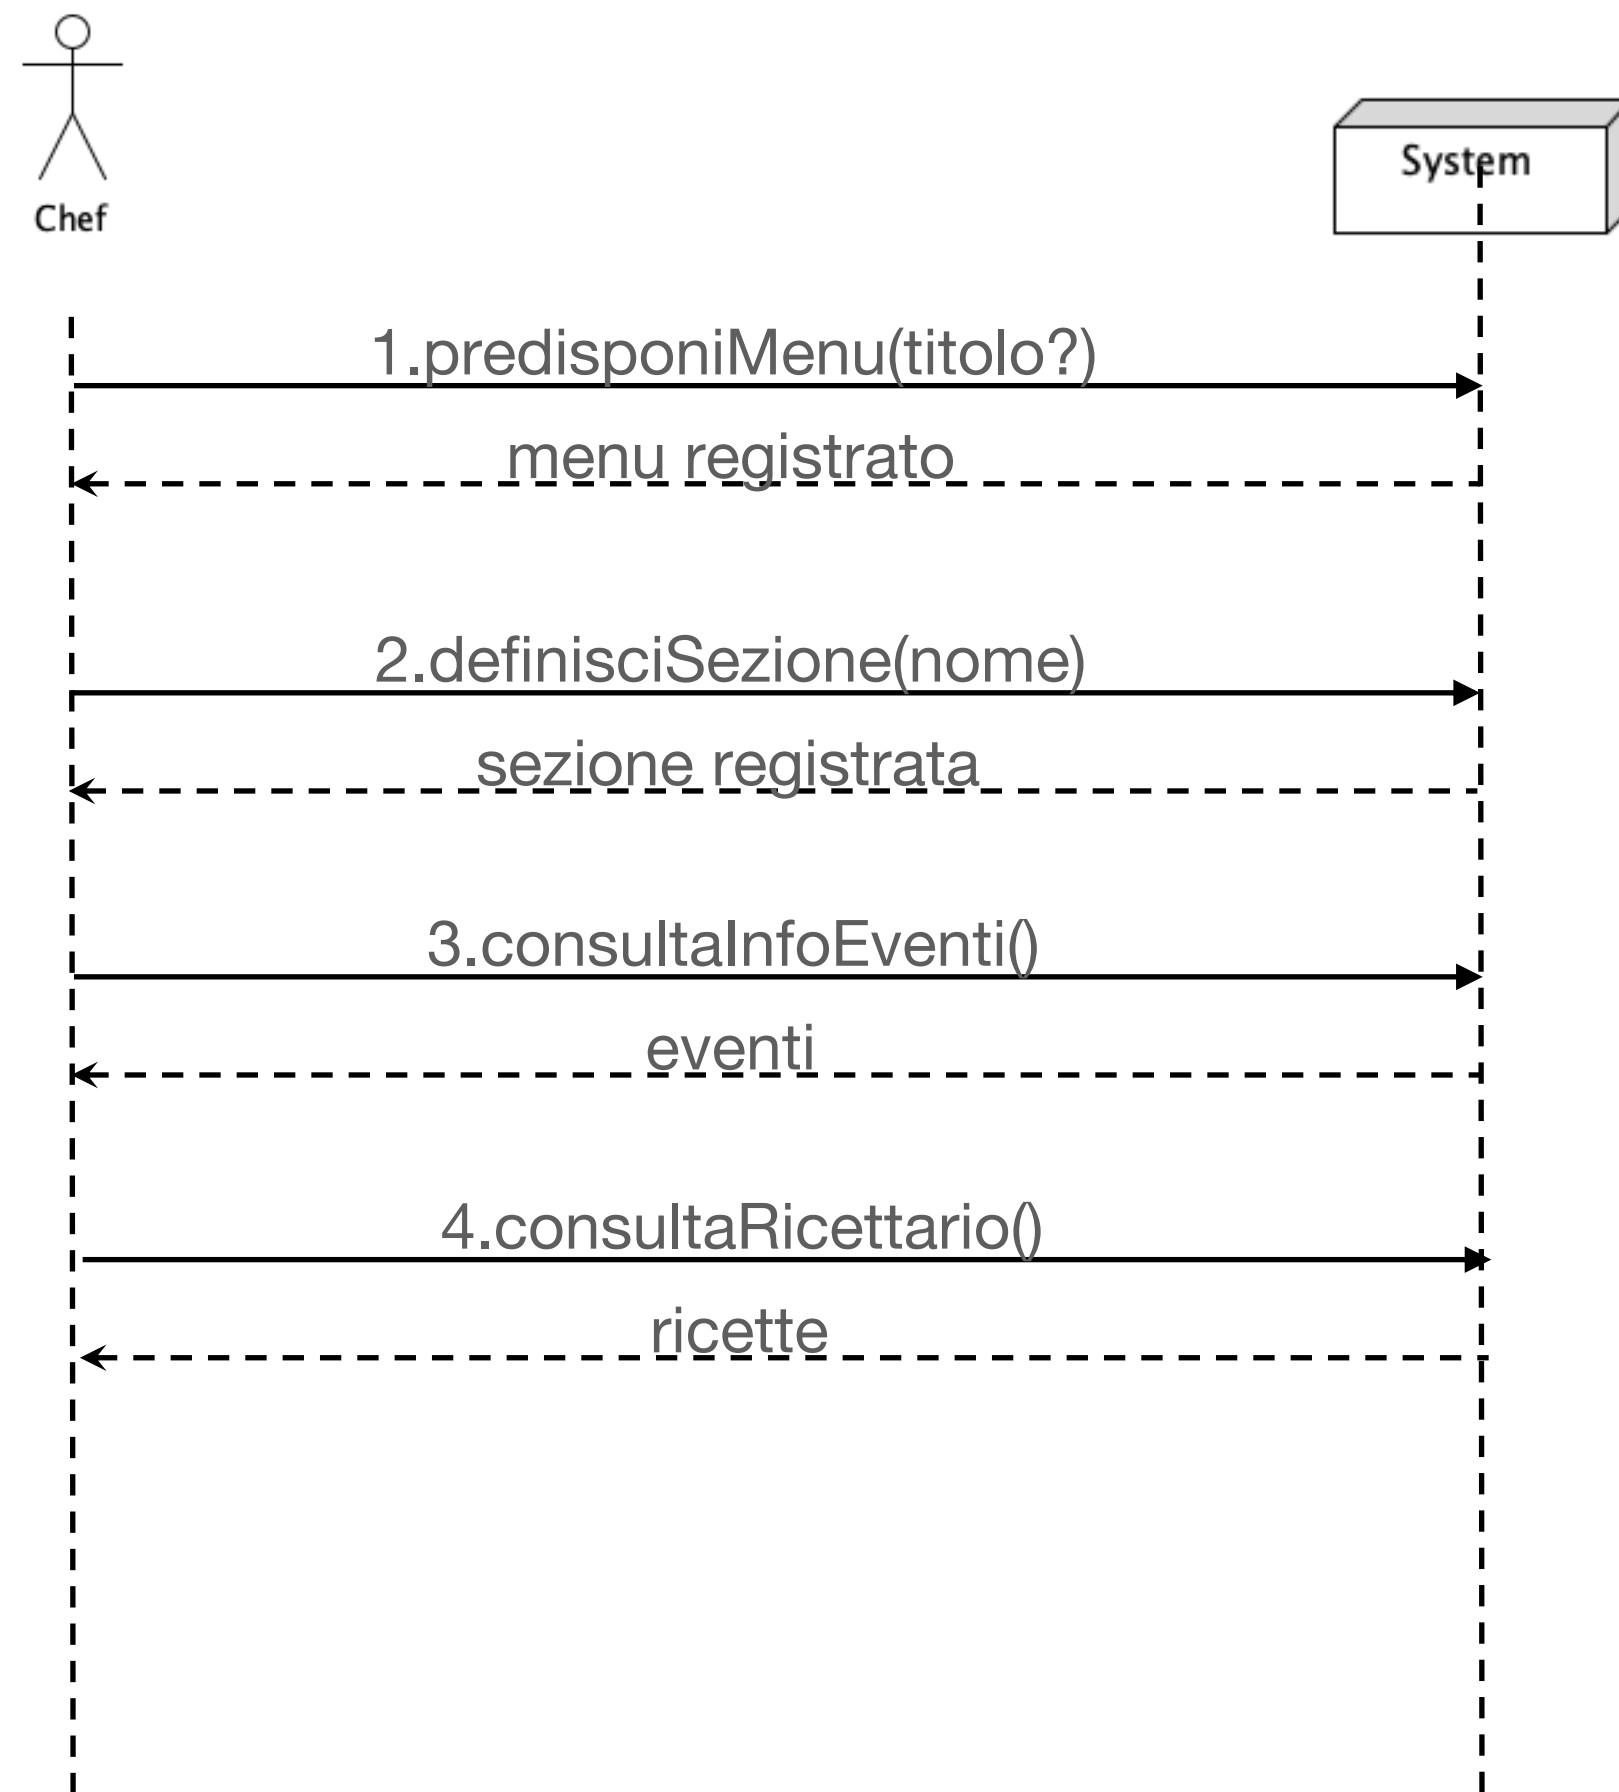 Chef
System
1.predisponiMenu(titolo?)
menu registrato
2.definisciSezione(nome)
sezione registrata
3.consultaInfoEventi()
eventi
4.consultaRicettario()
ricette